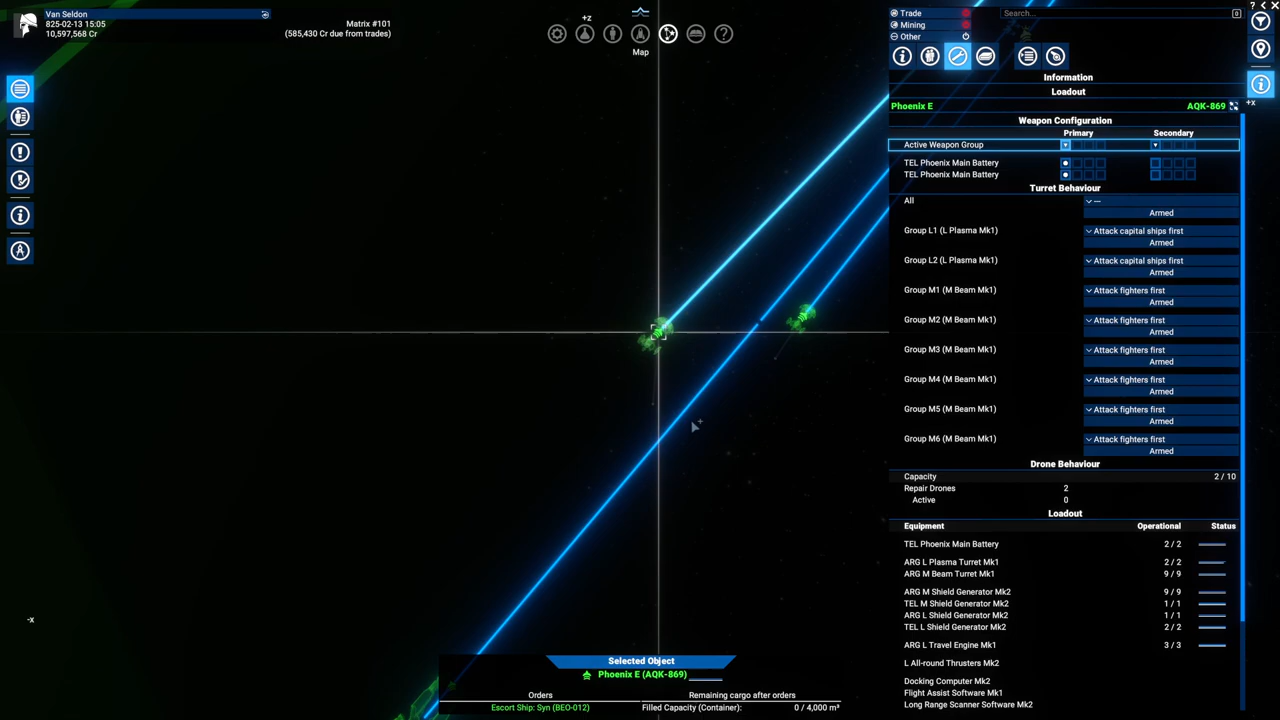 Van Seldon
825-02-13 15:05
10,597,568 Cr
Matrix #101
(585,430 Cr due from trades)
+z
Map
Trade
Mining
Other
Search...
0
?
+x
Information
Loadout
Phoenix E AQK-869
Weapon Configuration
Primary Secondary
Active Weapon Group
TEL Phoenix Main Battery
TEL Phoenix Main Battery
Turret Behaviour
All ---
Armed
Group L1 (L Plasma Mk1) Attack capital ships first
Armed
Group L2 (L Plasma Mk1) Attack capital ships first
Armed
Group M1 (M Beam Mk1) Attack fighters first
Armed
Group M2 (M Beam Mk1) Attack fighters first
Armed
Group M3 (M Beam Mk1) Attack fighters first
Armed
Group M4 (M Beam Mk1) Attack fighters first
Armed
Group M5 (M Beam Mk1) Attack fighters first
Armed
Group M6 (M Beam Mk1) Attack fighters first
Armed
Drone Behaviour
Capacity 2 / 10
Repair Drones 2
Active 0
Loadout
Equipment Operational Status
TEL Phoenix Main Battery 2 / 2
ARG L Plasma Turret Mk1 2 / 2
ARG M Beam Turret Mk1 9 / 9
ARG M Shield Generator Mk2 9 / 9
TEL M Shield Generator Mk2 1 / 1
ARG L Shield Generator Mk2 1 / 1
TEL L Shield Generator Mk2 2 / 2
ARG L Travel Engine Mk1 3 / 3
L All-round Thrusters Mk2
Docking Computer Mk2
Flight Assist Software Mk1
Long Range Scanner Software Mk2
-x
Selected Object
Phoenix E (AQK-869)
Orders Remaining cargo after orders
Escort Ship: Syn (BEO-012) Filled Capacity (Container): 0 / 4,000 m³